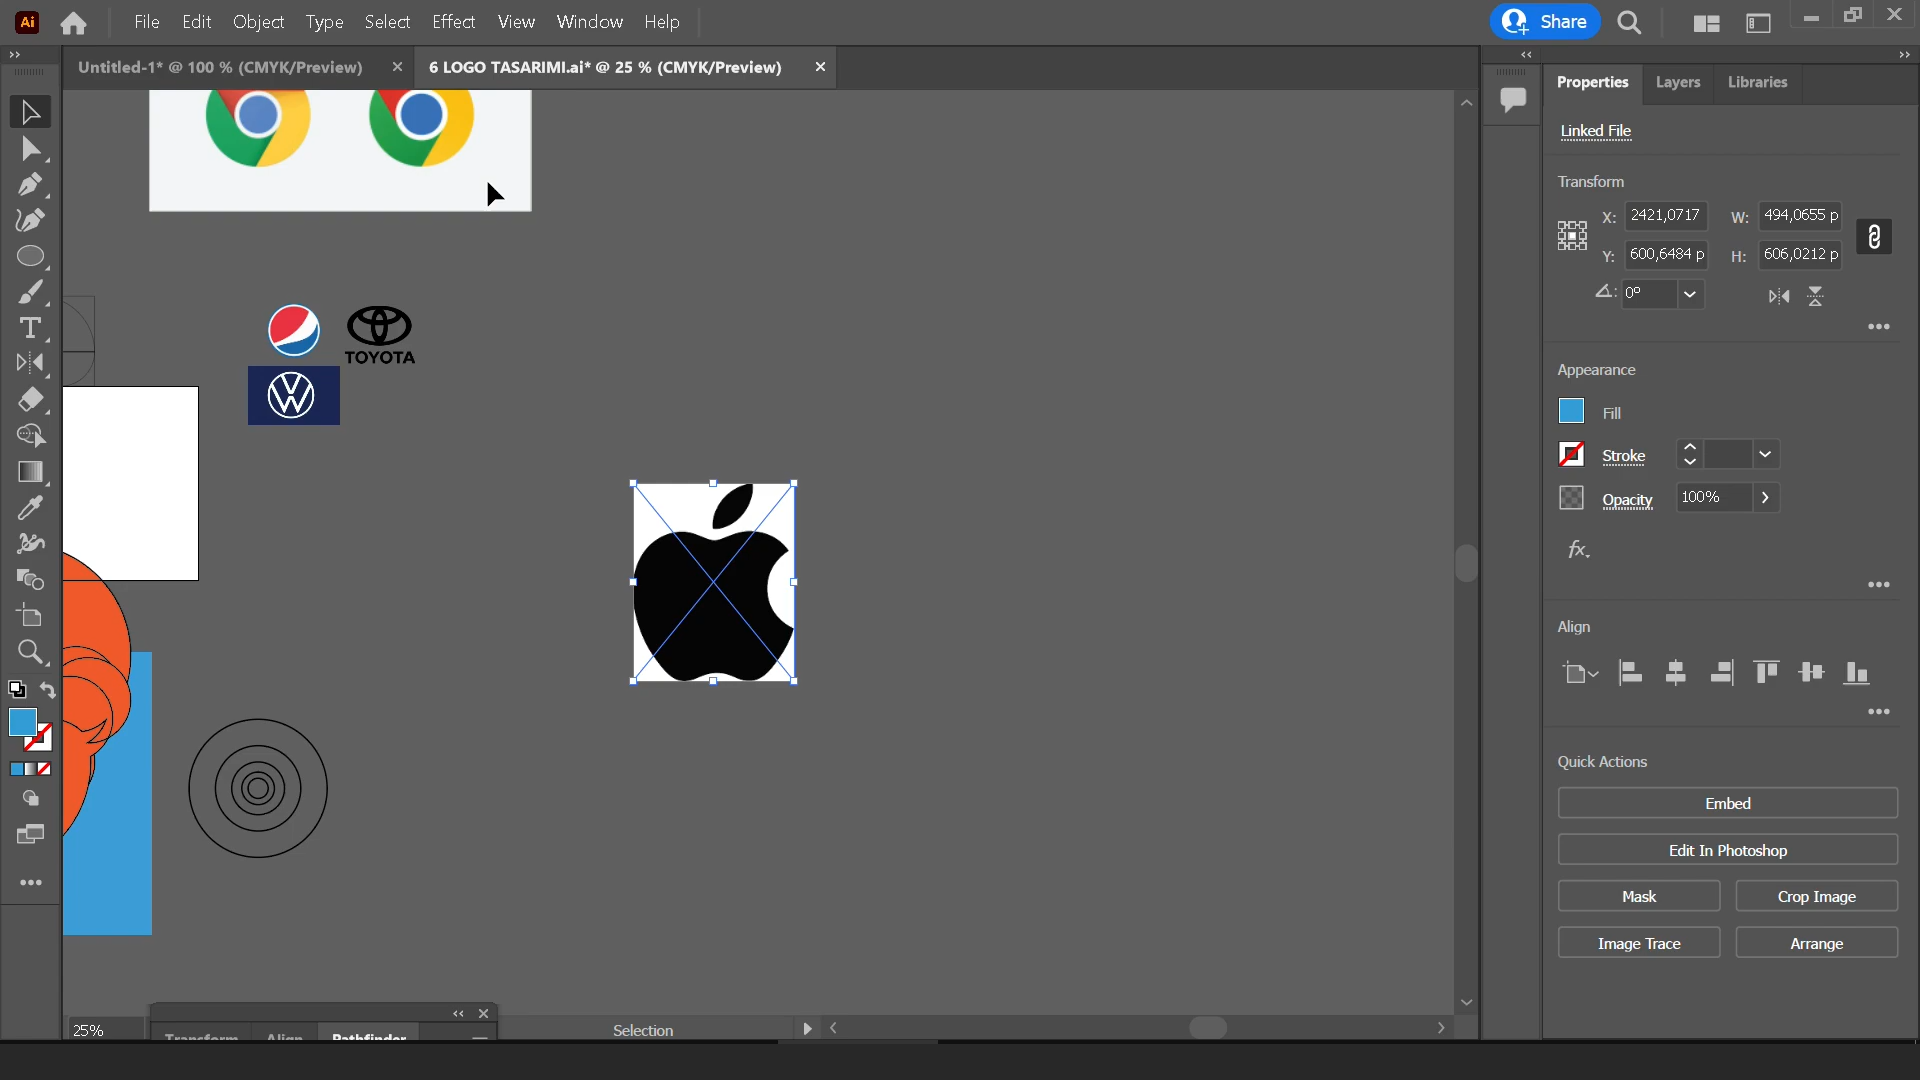 Ai File Edit Object Type Select Effect View Window Help Share
Untitled-1* @ 100 % (CMYK/Preview) 6 LOGO TASARIMI.ai* @ 25 % (CMYK/Preview)
Properties Layers Libraries
Linked File
Transform
X: 2421,0717 W: 494,0655 p
Y: 600,6484 p H: 606,0212 p
0°
TOYOTA
Appearance
Fill
Stroke
Opacity 100%
fx.
Align
Quick Actions
Embed
Edit In Photoshop
Mask Crop Image
Image Trace Arrange
25% Selection
Transform Align Pathfinder